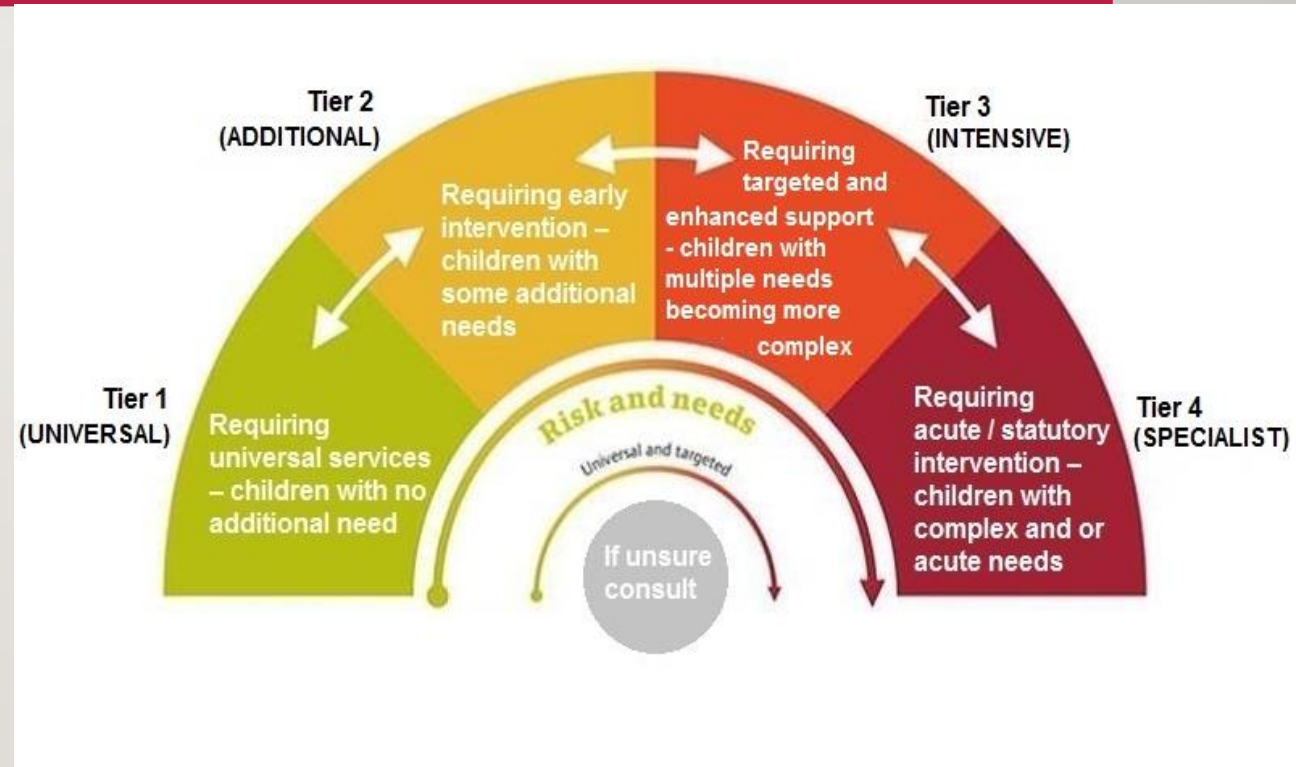 Tier 1
(UNIVERSAL)
Requiring
universal services
– children with no
additional need
Tier 2
(ADDITIONAL)
Requiring early
intervention –
children with
some additional
needs
Tier 3
(INTENSIVE)
Requiring
targeted and
enhanced support
- children with
multiple needs
becoming more
complex
Tier 4
(SPECIALIST)
Requiring
acute / statutory
intervention –
children with
complex and or
acute needs
Risk and needs
Universal and targeted
If unsure
consult